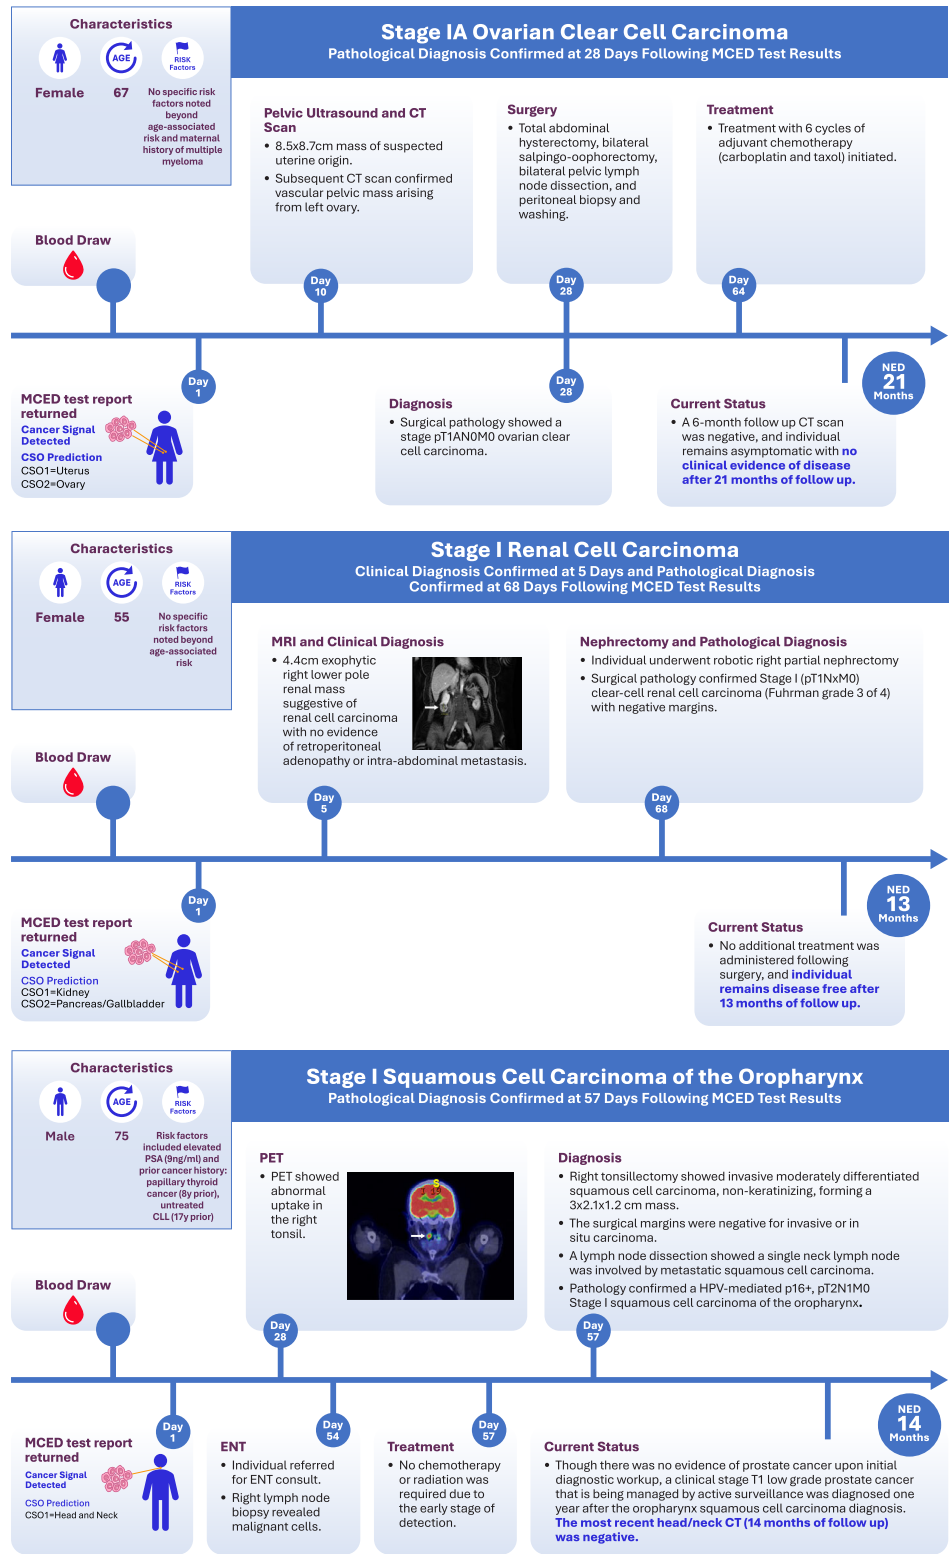 Characteristics
AGE
RISK
Factors
Female
67
No specific risk
factors noted
beyond
age-associated
risk and maternal
history of multiple
myeloma
Stage IA Ovarian Clear Cell Carcinoma
Pathological Diagnosis Confirmed at 28 Days Following MCED Test Results
Pelvic Ultrasound and CT
Scan
• 8.5x8.7cm mass of suspected
uterine origin.
• Subsequent CT scan confirmed
vascular pelvic mass arising
from left ovary.
Surgery
• Total abdominal
hysterectomy, bilateral
salpingo-oophorectomy,
bilateral pelvic lymph
node dissection, and
peritoneal biopsy and
washing.
Treatment
• Treatment with 6 cycles of
adjuvant chemotherapy
(carboplatin and taxol) initiated.
Blood Draw
Day
10
Day
28
Day
64
Day
1
Day
28
NED
21
Months
MCED test report
returned
Cancer Signal
Detected
CSO Prediction
CSO1=Uterus
CSO2=Ovary
Diagnosis
• Surgical pathology showed a
stage pT1AN0M0 ovarian clear
cell carcinoma.
Current Status
• A 6-month follow up CT scan
was negative, and individual
remains asymptomatic with no
clinical evidence of disease
after 21 months of follow up.
Characteristics
AGE
RISK
Factors
Female
55
No specific
risk factors
noted beyond
age-associated
risk
Stage I Renal Cell Carcinoma
Clinical Diagnosis Confirmed at 5 Days and Pathological Diagnosis
Confirmed at 68 Days Following MCED Test Results
MRI and Clinical Diagnosis
• 4.4cm exophytic
right lower pole
renal mass
suggestive of
renal cell carcinoma
with no evidence
of retroperitoneal
adenopathy or intra-abdominal metastasis.
Nephrectomy and Pathological Diagnosis
• Individual underwent robotic right partial nephrectomy
• Surgical pathology confirmed Stage I (pT1NxM0)
clear-cell renal cell carcinoma (Fuhrman grade 3 of 4)
with negative margins.
Blood Draw
Day
5
Day
68
Day
1
NED
13
Months
MCED test report
returned
Cancer Signal
Detected
CSO Prediction
CSO1=Kidney
CSO2=Pancreas/Gallbladder
Current Status
• No additional treatment was
administered following
surgery, and individual
remains disease free after
13 months of follow up.
Characteristics
AGE
RISK
Factors
Male
75
Risk factors
included elevated
PSA (9ng/ml) and
prior cancer history:
papillary thyroid
cancer (8y prior),
untreated
CLL (17y prior)
Stage I Squamous Cell Carcinoma of the Oropharynx
Pathological Diagnosis Confirmed at 57 Days Following MCED Test Results
PET
• PET showed
abnormal
uptake in
the right
tonsil.
S
Diagnosis
• Right tonsillectomy showed invasive moderately differentiated
squamous cell carcinoma, non-keratinizing, forming a
3x2.1x1.2 cm mass.
• The surgical margins were negative for invasive or in
situ carcinoma.
• A lymph node dissection showed a single neck lymph node
was involved by metastatic squamous cell carcinoma.
• Pathology confirmed a HPV-mediated p16+, pT2N1M0
Stage I squamous cell carcinoma of the oropharynx.
Blood Draw
Day
28
Day
57
Day
1
Day
54
Day
57
NED
14
Months
MCED test report
returned
Cancer Signal
Detected
CSO Prediction
CSO1=Head and Neck
ENT
• Individual referred
for ENT consult.
• Right lymph node
biopsy revealed
malignant cells.
Treatment
• No chemotherapy
or radiation was
required due to
the early stage of
detection.
Current Status
• Though there was no evidence of prostate cancer upon initial
diagnostic workup, a clinical stage T1 low grade prostate cancer
that is being managed by active surveillance was diagnosed one
year after the oropharynx squamous cell carcinoma diagnosis.
The most recent head/neck CT (14 months of follow up)
was negative.